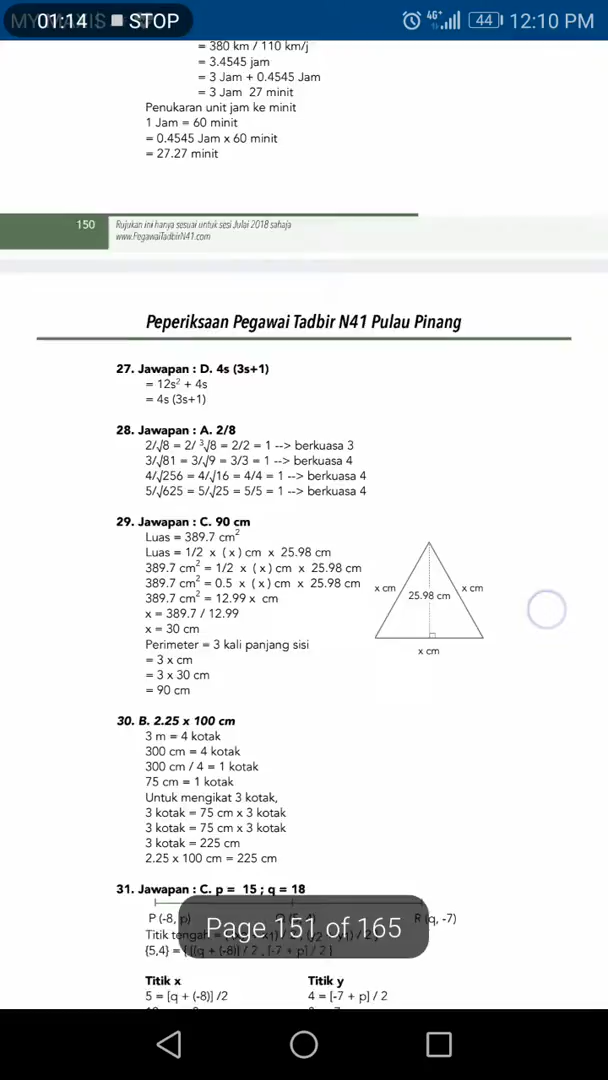 01:14 STOP
4G+ 44 12:10 PM
= 380 km / 110 km/j
= 3.4545 jam
= 3 Jam + 0.4545 Jam
= 3 Jam 27 minit
Penukaran unit jam ke minit
1 Jam = 60 minit
= 0.4545 Jam x 60 minit
= 27.27 minit
150
Rujukan ini hanya sesuai untuk sesi Julai 2018 sahaja
www.PegawaiTadbirN41.com
Peperiksaan Pegawai Tadbir N41 Pulau Pinang
27. Jawapan : D. 4s (3s+1)
= 12s² + 4s
= 4s (3s+1)
28. Jawapan : A. 2/8
2/√8 = 2/ ³√8 = 2/2 = 1 --> berkuasa 3
3/√81 = 3/√9 = 3/3 = 1 --> berkuasa 4
4/√256 = 4/√16 = 4/4 = 1 --> berkuasa 4
5/√625 = 5/√25 = 5/5 = 1 --> berkuasa 4
29. Jawapan : C. 90 cm
Luas = 389.7 cm²
Luas = 1/2 x ( x ) cm x 25.98 cm
389.7 cm² = 1/2 x ( x ) cm x 25.98 cm
389.7 cm² = 0.5 x ( x ) cm x 25.98 cm
389.7 cm² = 12.99 x cm
x = 389.7 / 12.99
x = 30 cm
Perimeter = 3 kali panjang sisi
= 3 x cm
= 3 x 30 cm
= 90 cm
x cm
25.98 cm
x cm
x cm
30. B. 2.25 x 100 cm
3 m = 4 kotak
300 cm = 4 kotak
300 cm / 4 = 1 kotak
75 cm = 1 kotak
Untuk mengikat 3 kotak,
3 kotak = 75 cm x 3 kotak
3 kotak = 75 cm x 3 kotak
3 kotak = 225 cm
2.25 x 100 cm = 225 cm
31. Jawapan : C. p = 15 ; q = 18
P (-8, p)
R (q, -7)
Page 151 of 165
Titik tengah =
{5,4} = { [(q + (-8)] / 2 , [-7 + p] / 2 }
Titik x
Titik y
5 = [q + (-8)] /2
4 = [-7 + p] / 2